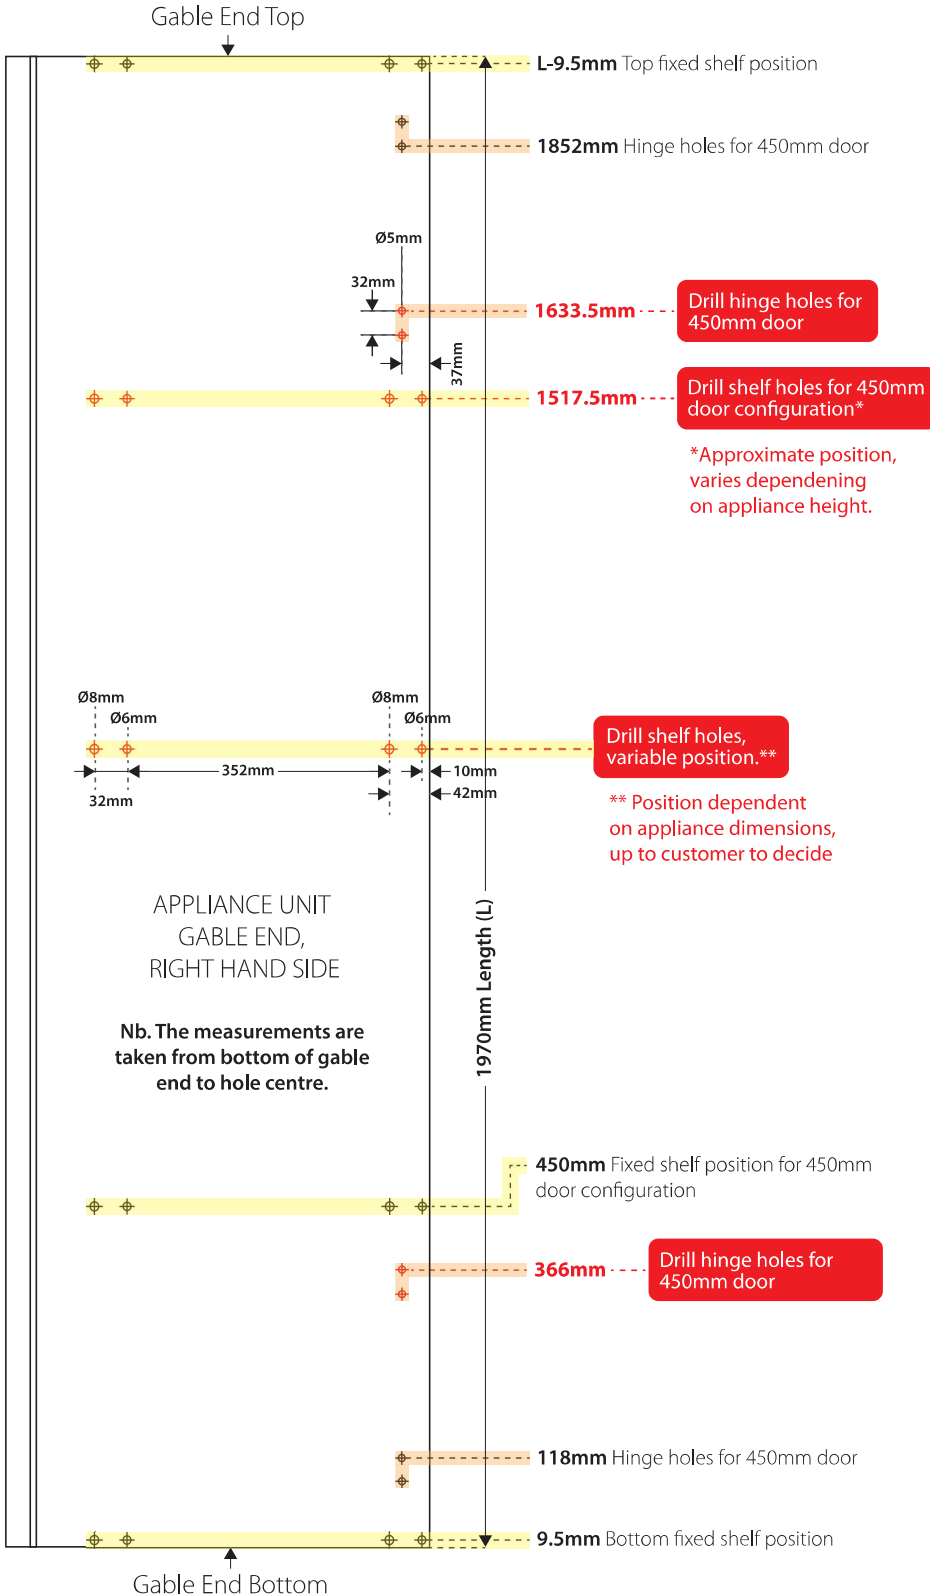 Gable End Top
L-9.5mm Top fixed shelf position
1852mm Hinge holes for 450mm door
Ø5mm
32mm
1633.5mm
Drill hinge holes for
450mm door
37mm
1517.5mm
Drill shelf holes for 450mm
door configuration*
*Approximate position,
varies dependening
on appliance height.
Ø8mm
Ø6mm
Ø8mm
Ø6mm
Drill shelf holes,
variable position.**
352mm
10mm
32mm
42mm
** Position dependent
on appliance dimensions,
up to customer to decide
APPLIANCE UNIT
GABLE END,
RIGHT HAND SIDE
1970mm Length (L)
Nb. The measurements are
taken from bottom of gable
end to hole centre.
450mm Fixed shelf position for 450mm
door configuration
366mm
Drill hinge holes for
450mm door
118mm Hinge holes for 450mm door
9.5mm Bottom fixed shelf position
Gable End Bottom